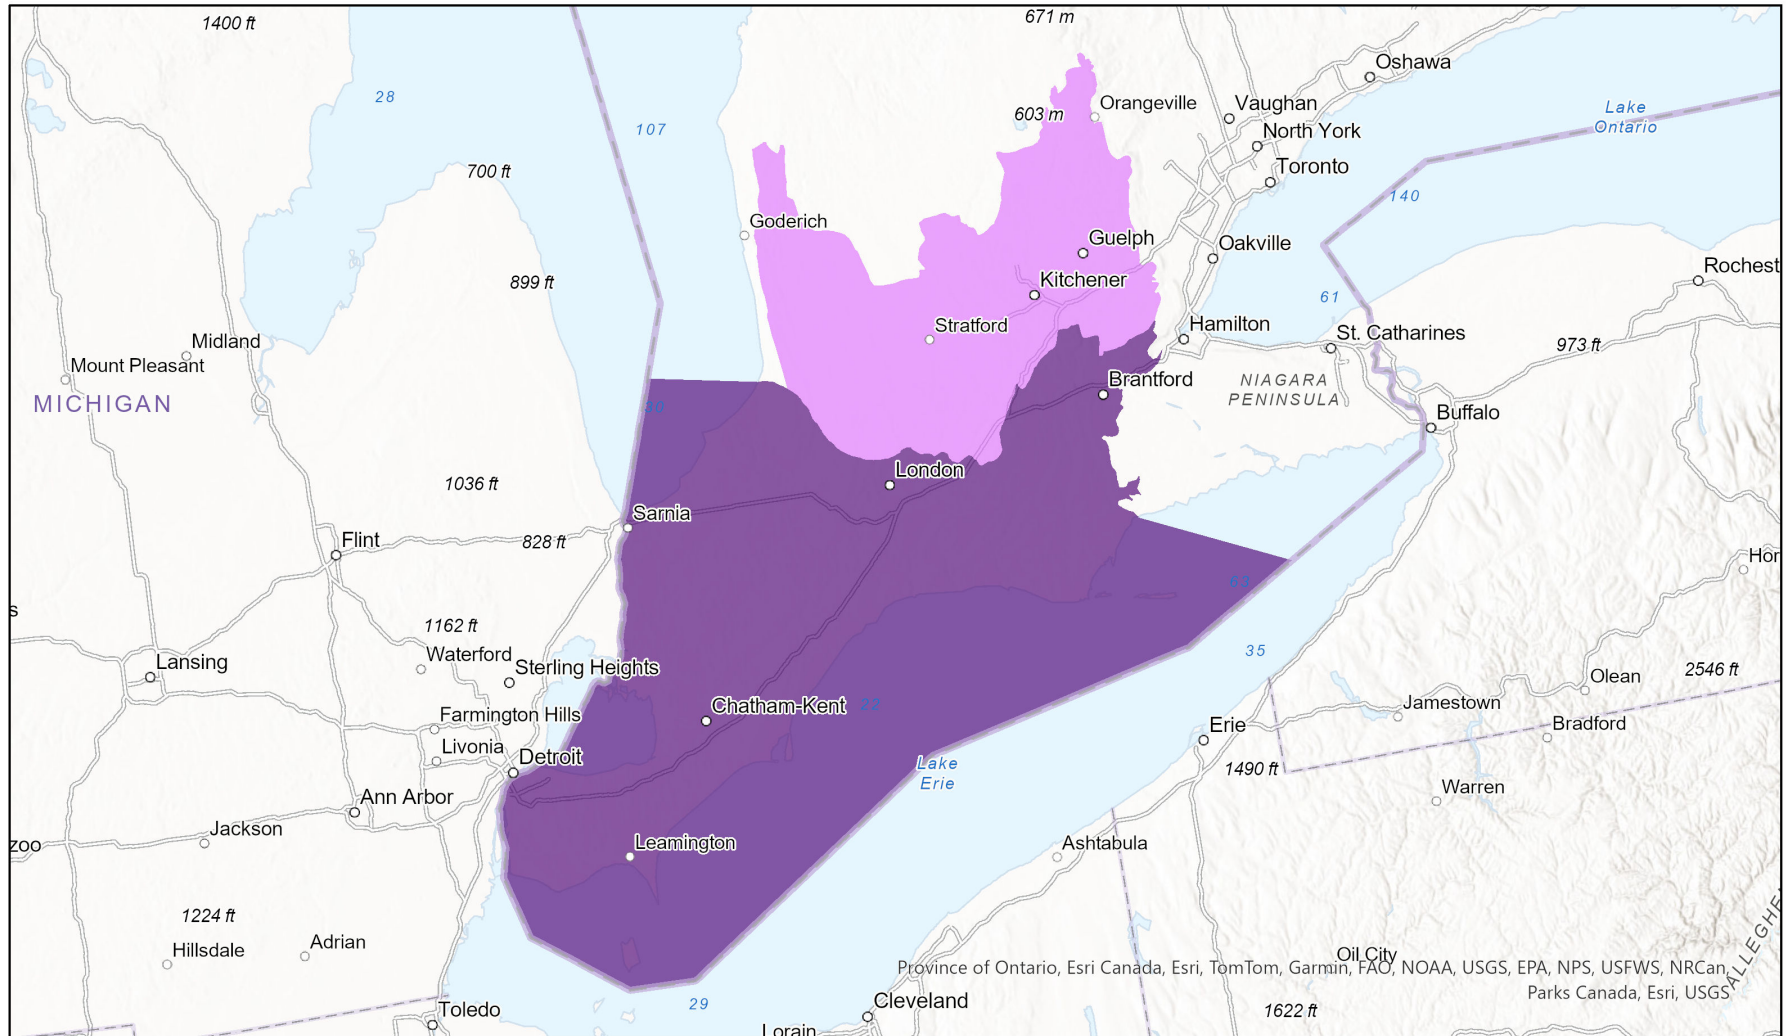 1400 ft
671 m
Oshawa
28
107
603 m
Orangeville
Vaughan
Lake
Ontario
North York
Toronto
700 ft
140
Goderich
Guelph
Oakville
Rochest
899 ft
Kitchener
61
Midland
Stratford
Hamilton
St. Catharines
973 ft
Mount Pleasant
Brantford
NIAGARA
PENINSULA
MICHIGAN
30
Buffalo
1036 ft
London
Sarnia
Flint
828 ft
Hor
53
s
1162 ft
Waterford
Lansing
Sterling Heights
35
Olean
2546 ft
Farmington Hills
Chatham-Kent
22
Jamestown
Erie
Bradford
Livonia
Detroit
Lake
Erie
1490 ft
Ann Arbor
Warren
Jackson
zoo
Leamington
Ashtabula
1224 ft
Hillsdale
Adrian
ALLEGHE
Oil City
Province of Ontario, Esri Canada, Esri, TomTom, Garmin, FAO, NOAA, USGS, EPA, NPS, USFWS, NRCan,
Parks Canada, Esri, USGS
Toledo
29
Cleveland
1622 ft
Lorain